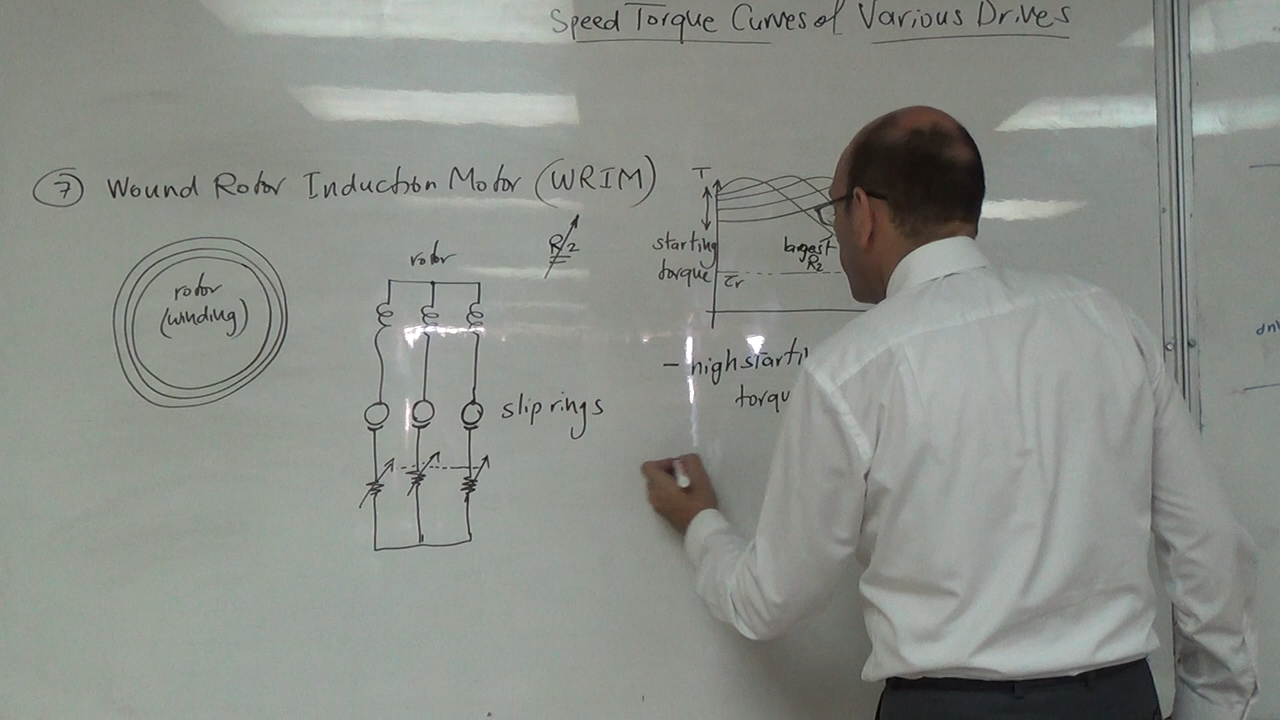 Speed Torque Curves of Various Drives
7 Wound Rotor Induction Motor (WRIM)
rotor
(winding)
rotor
R2
slip rings
T
starting
torque
largest
R2
Tr
- high starti
torqu